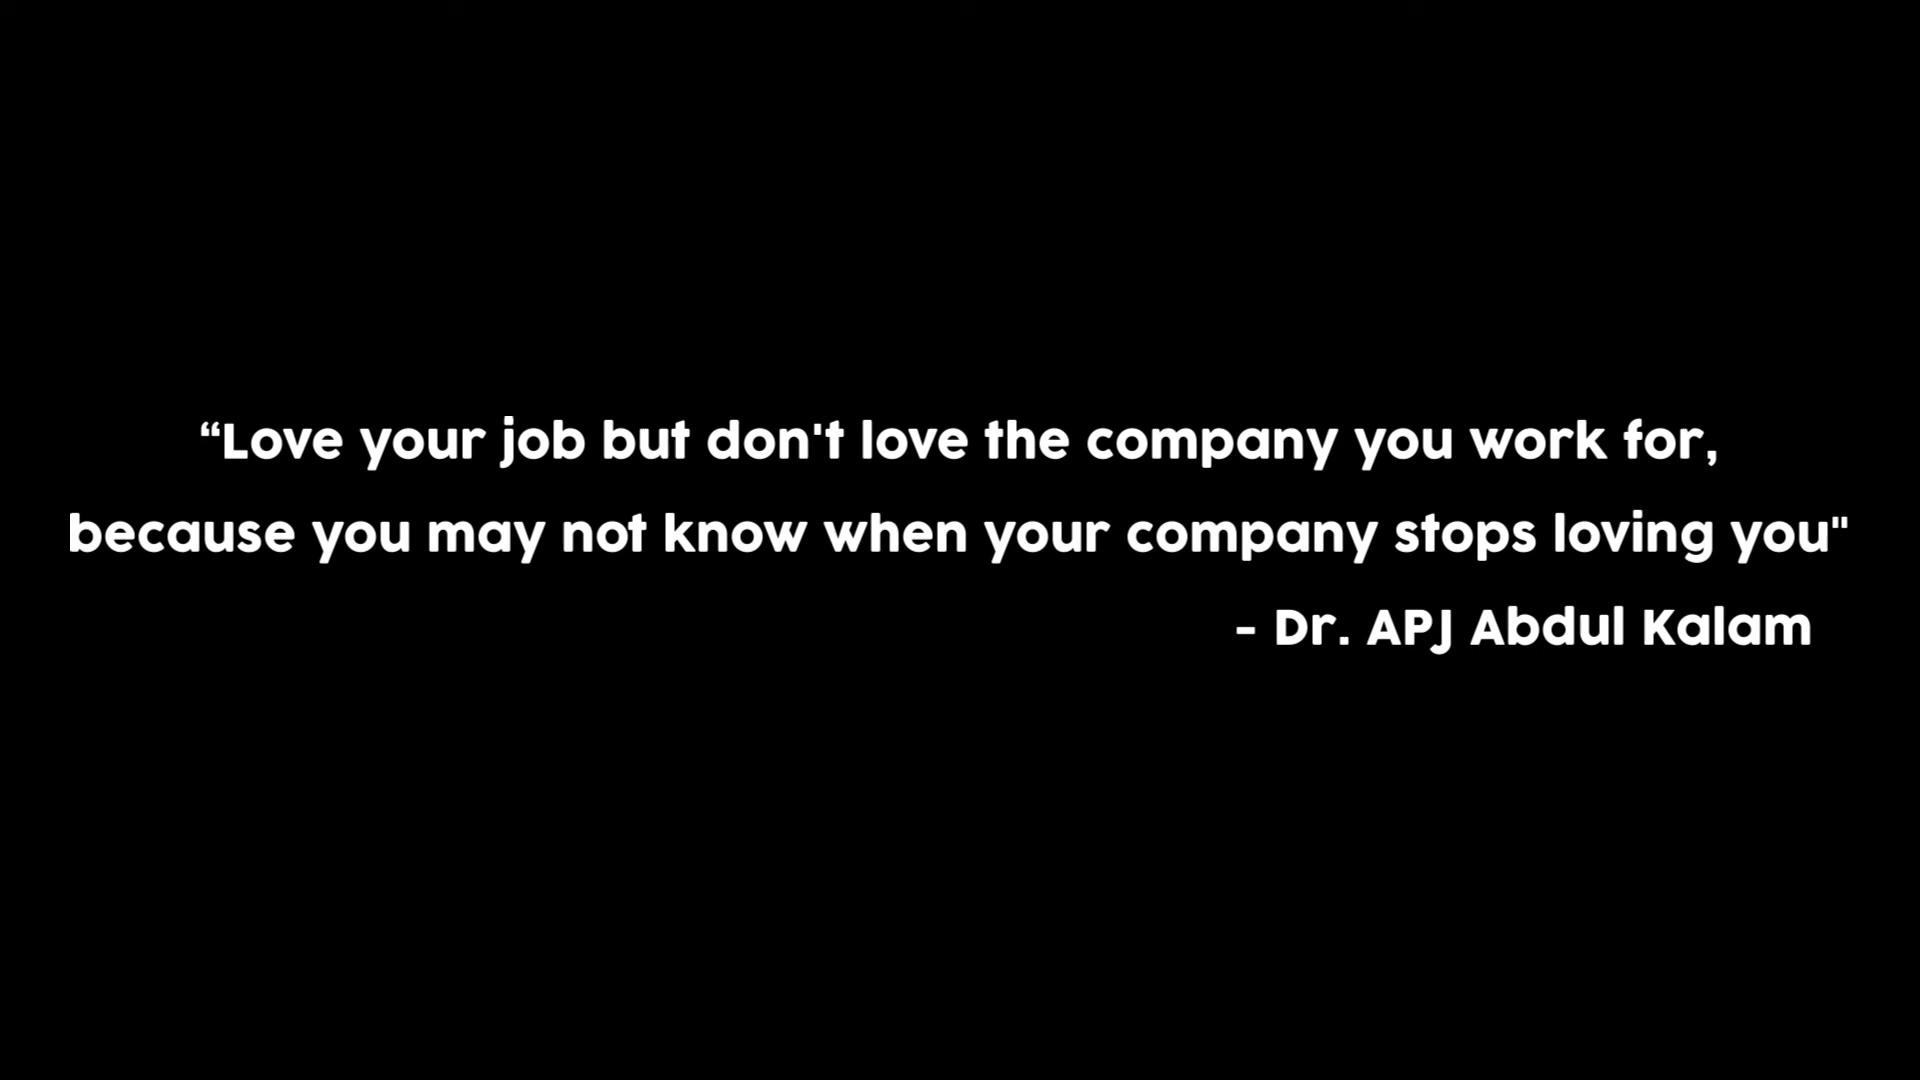 “Love your job but don't love the company you work for,
because you may not know when your company stops loving you"
- Dr. APJ Abdul Kalam